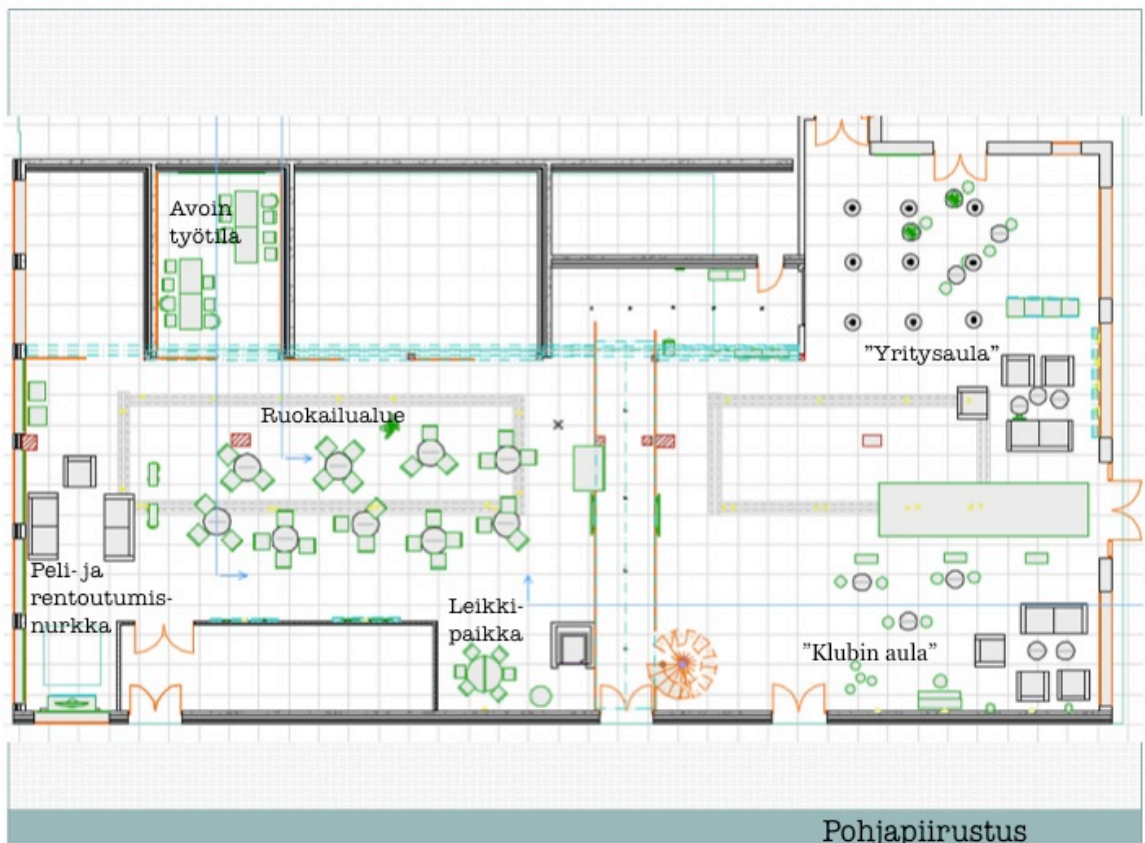 Avoin
työtila
"Yritysaula"
Ruokailualue
Peli- ja
rentoutumis-
nurkka
Leikki-
paikka
"Klubin aula"
Pohjapiirustus